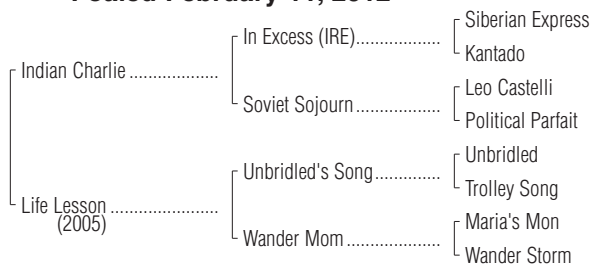 Foaled February 2012
Siberian Express
In Excess (IRE)...................
Kantado
Indian Charlie ....................
Leo Castelli
Soviet Sojourn...................
Political Parfait
Unbridled
Unbridled's Song...............
Trolley Song
Life Lesson ........................
(2005)
Maria's Mon
Wander Mom .....................
Wander Storm